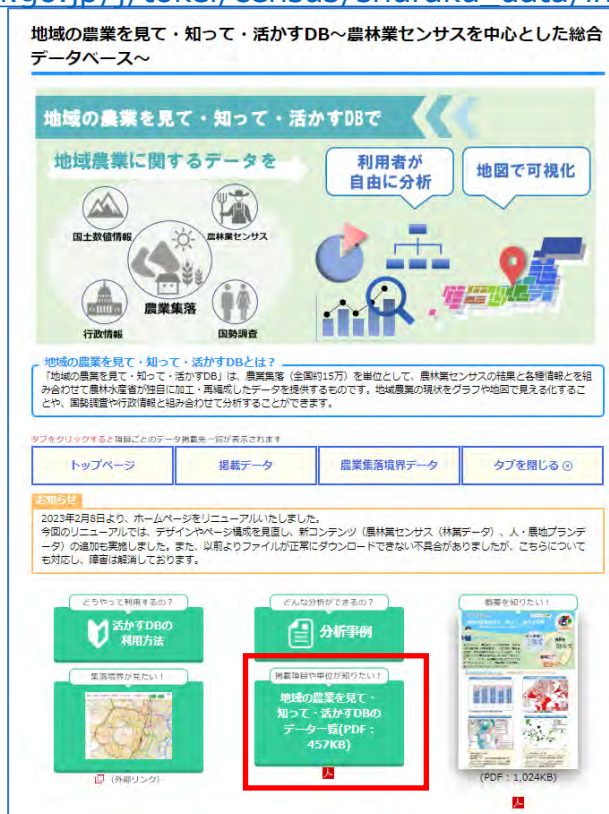 .go.jp/j/tokei/census/shuraku_data/in
地域の農業を見て・知って・活かすDB～農林業センサスを中心とした総合
データベース～
地域の農業を見て・知って・活かすDBで
地域農業に関するデータを
利用者が
自由に分析
地図で可視化
国土数値情報
農林業センサス
農業集落
行政情報
国勢調査
地域の農業を見て・知って・活かすDBとは？
「地域の農業を見て・知って・活かすDB」は、農業集落（全国約15万）を単位として、農林業センサスの結果と各種情報とを組
み合わせて農林水産省が独自に加工・再編成したデータを提供するものです。地域農業の現状をグラフや地図で見える化するこ
とや、国勢調査や行政情報と組み合わせて分析することができます。
タブをクリックすると項目ごとのデータ掲載先一覧が表示されます
トップページ
掲載データ
農業集落境界データ
タブを閉じる
お知らせ
2023年2月8日より、ホームページをリニューアルいたしました。
今回のリニューアルでは、デザインやページ構成を見直し、新コンテンツ（農林業センサス（林業データ）、人・農地プランデ
ータ）の追加も実施しました。また、以前よりファイルが正常にダウンロードできない不具合がありましたが、こちらについて
も対応し、障害は解消しております。
どうやって利用するの？
活かすDBの
利用方法
どんな分析ができるの？
分析事例
概要を知りたい！
集落境界が見たい！
（外部リンク）
掲載項目や単位が知りたい！
地域の農業を見て・
知って・活かすDBの
データ一覧(PDF：
457KB)
(PDF：1,024KB)